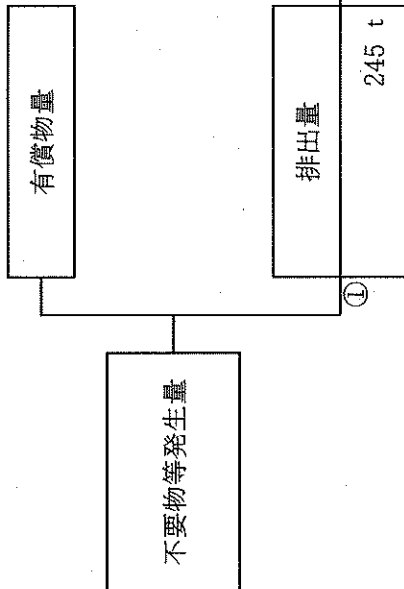 不要物等発生量
有償物量
①
排出量
245 t